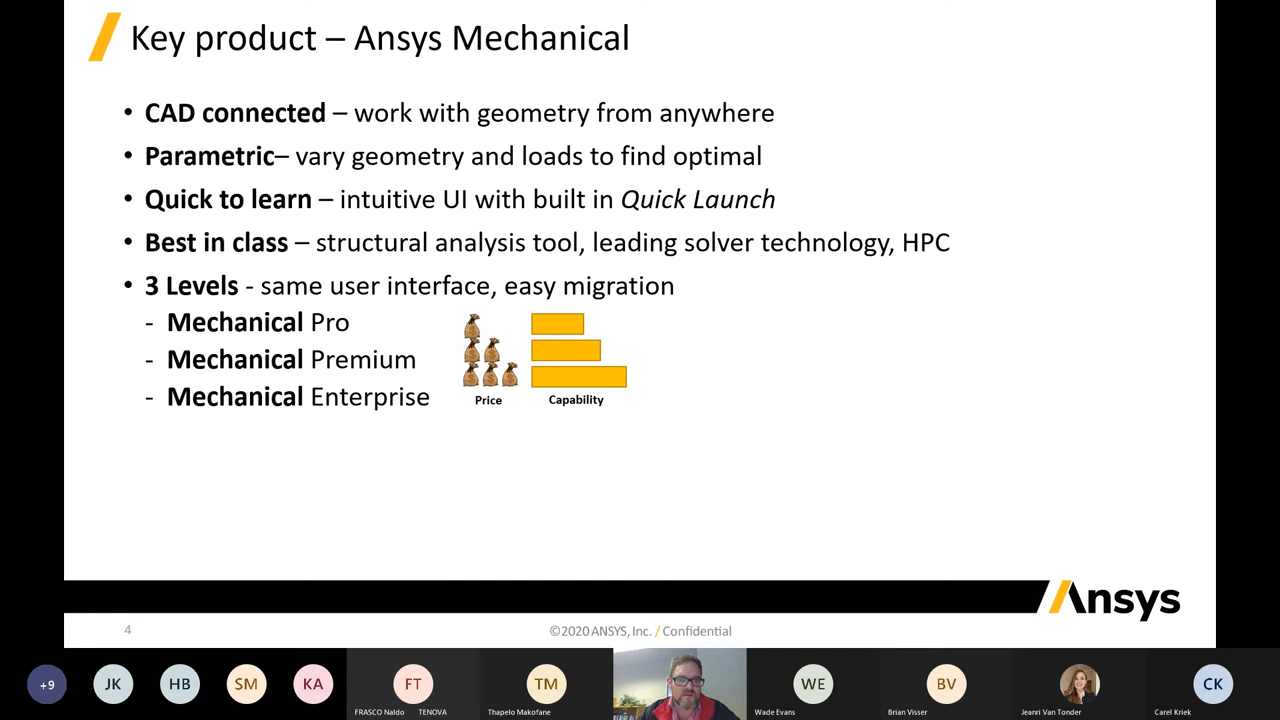 Key product – Ansys Mechanical
• CAD connected – work with geometry from anywhere
• Parametric– vary geometry and loads to find optimal
• Quick to learn – intuitive UI with built in Quick Launch
• Best in class – structural analysis tool, leading solver technology, HPC
• 3 Levels - same user interface, easy migration
- Mechanical Pro
- Mechanical Premium
- Mechanical Enterprise
Price
Capability
Ansys
4
©2020 ANSYS, Inc. / Confidential
+9
JK
HB
SM
KA
FT
TM
WE
BV
CK
FRASCO Naldo TENOVA
Thapelo Makofane
Wade Evans
Brian Visser
Jeanri Van Tonder
Carel Kriek